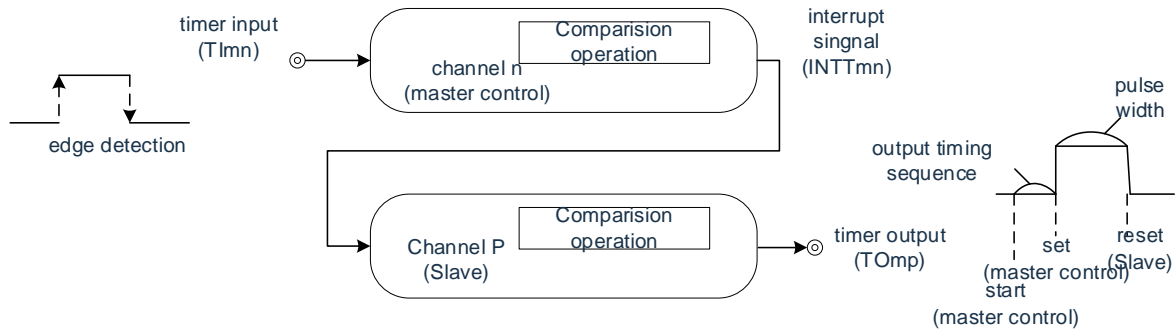 timer input
(TImn)
Comparision
operation
channel n
(master control)
interrupt
singnal
(INTTmn)
edge detection
pulse
width
output timing
sequence
Comparision
operation
Channel P
(Slave)
timer output
(TOmp)
set
(master control)
reset
(Slave)
start
(master control)